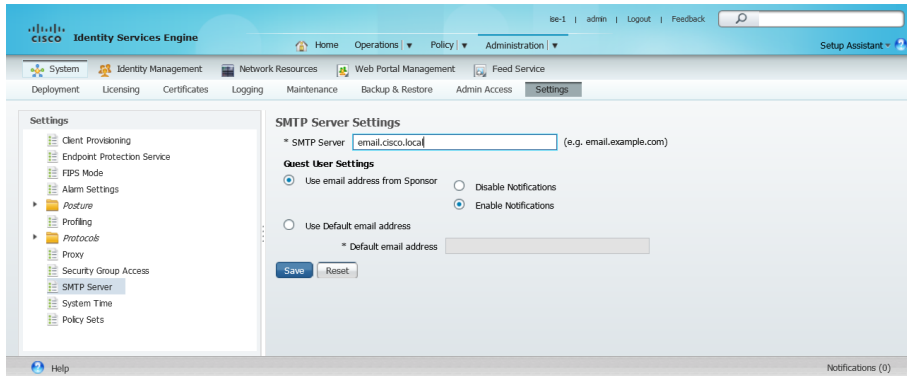 ise-1 | admin | Logout | Feedback
CISCO Identity Services Engine
Home Operations | Policy | Administration | Setup Assistant
System Identity Management Network Resources Web Portal Management Feed Service
Deployment Licensing Certificates Logging Maintenance Backup & Restore Admin Access Settings
Settings
Client Provisioning
Endpoint Protection Service
FIPS Mode
Alarm Settings
Posture
Profiling
Protocols
Proxy
Security Group Access
SMTP Server
System Time
Policy Sets
SMTP Server Settings
* SMTP Server email.cisco.local (e.g. email.example.com)
Guest User Settings
Use email address from Sponsor
Disable Notifications
Enable Notifications
Use Default email address
* Default email address
Save Reset
Help Notifications (0)